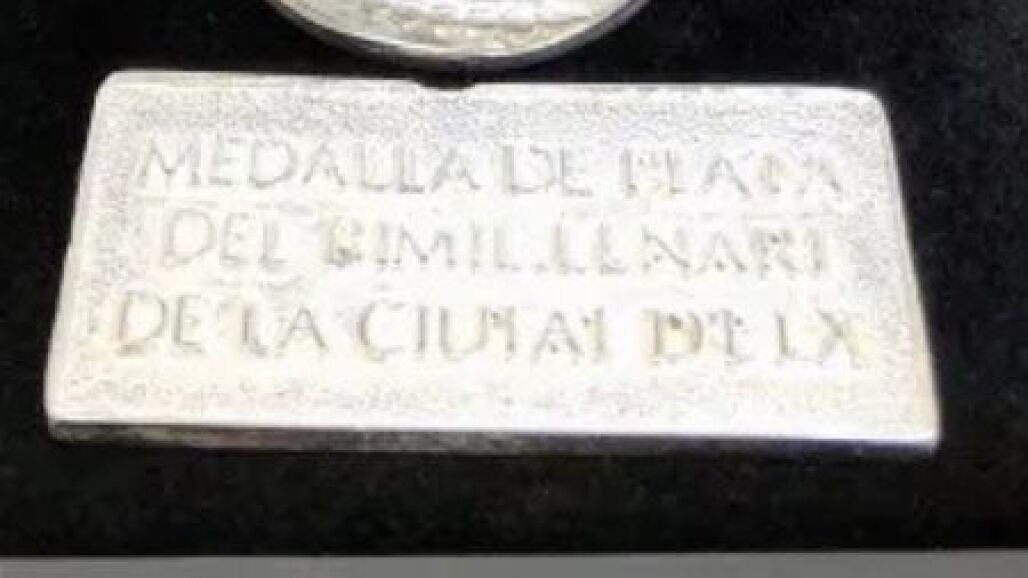 MEDALLA DE PLATA
DEL BIMIL.LENARI
DE LA CIUTAT D'ELX